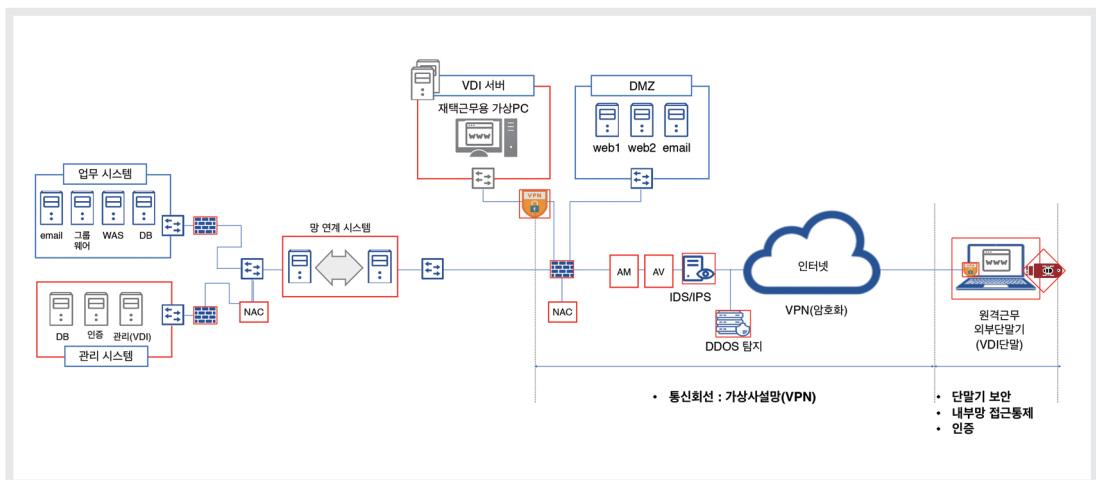 VDI 서버
재택근무용 가상PC
WWW
DMZ
web1 web2 email
업무 시스템
email 그룹웨어 WAS DB
VPN
망 연계 시스템
NAC
DB 인증 관리(VDI)
관리 시스템
NAC
AM AV
IDS/IPS
DDOS 탐지
인터넷
VPN(암호화)
WWW
원격근무
외부단말기
(VDI단말)
• 통신회선 : 가상사설망(VPN)
• 단말기 보안
• 내부망 접근통제
• 인증